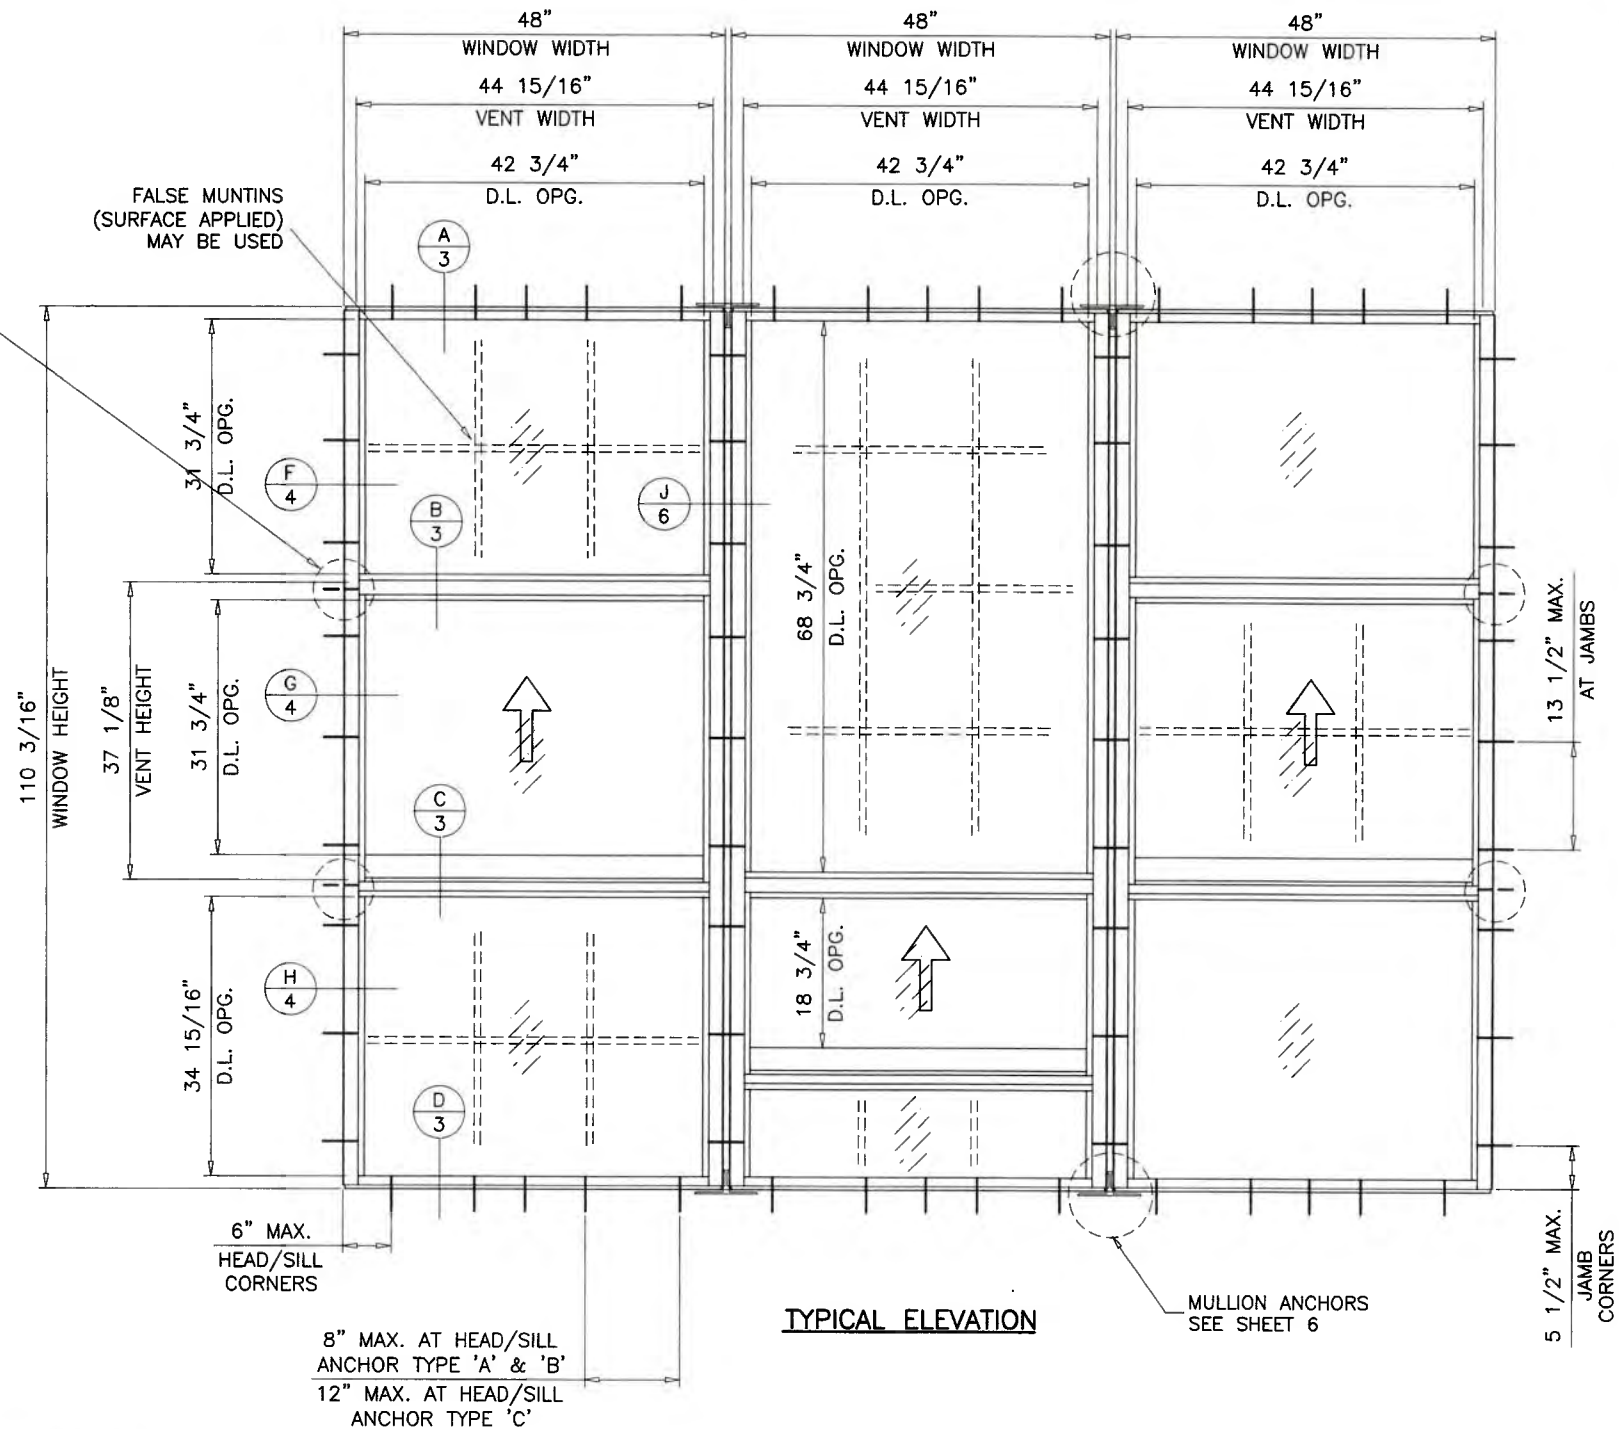 48"
WINDOW WIDTH
44 15/16"
VENT WIDTH
42 3/4"
D.L. OPG.
48"
WINDOW WIDTH
44 15/16"
VENT WIDTH
42 3/4"
D.L. OPG.
48"
WINDOW WIDTH
44 15/16"
VENT WIDTH
42 3/4"
D.L. OPG.
FALSE MUNTINS
(SURFACE APPLIED)
MAY BE USED
A
3
110 3/16"
WINDOW HEIGHT
31 3/4"
D.L. OPG.
F
4
B
3
J
6
37 1/8"
VENT HEIGHT
31 3/4"
D.L. OPG.
G
4
C
3
68 3/4"
D.L. OPG.
13 1/2" MAX.
AT JAMBS
34 15/16"
D.L. OPG.
H
4
D
3
18 3/4"
D.L. OPG.
6" MAX.
HEAD/SILL
CORNERS
8" MAX. AT HEAD/SILL
ANCHOR TYPE 'A' & 'B'
12" MAX. AT HEAD/SILL
ANCHOR TYPE 'C'
TYPICAL ELEVATION
MULLION ANCHORS
SEE SHEET 6
5 1/2" MAX.
JAMB
CORNERS